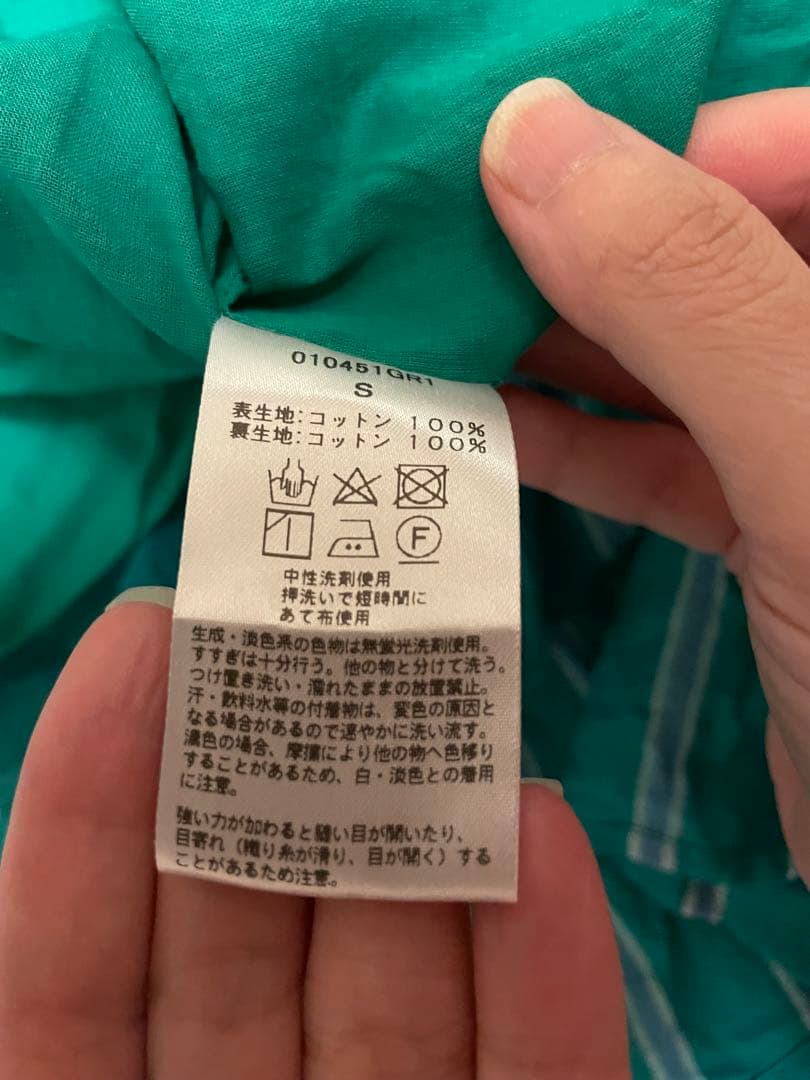 010451GR1
S
表生地:コットン 100%
裏生地:コットン 100%
F
中性洗剤使用
押洗いで短時間に
あて布使用
生成・淡色系の色物は無蛍光洗剤使用。
すすぎは十分行う。他の物と分けて洗う。
つけ置き洗い・濡れたままの放置禁止。
汗・飲料水等の付着物は、変色の原因と
なる場合があるので速やかに洗い流す。
濃色の場合、摩擦により他の物へ色移り
することがあるため、白・淡色との着用
に注意。
強い力が加わると縫い目が開いたり、
目寄れ(織り糸が滑り、目が開く)する
ことがあるため注意。